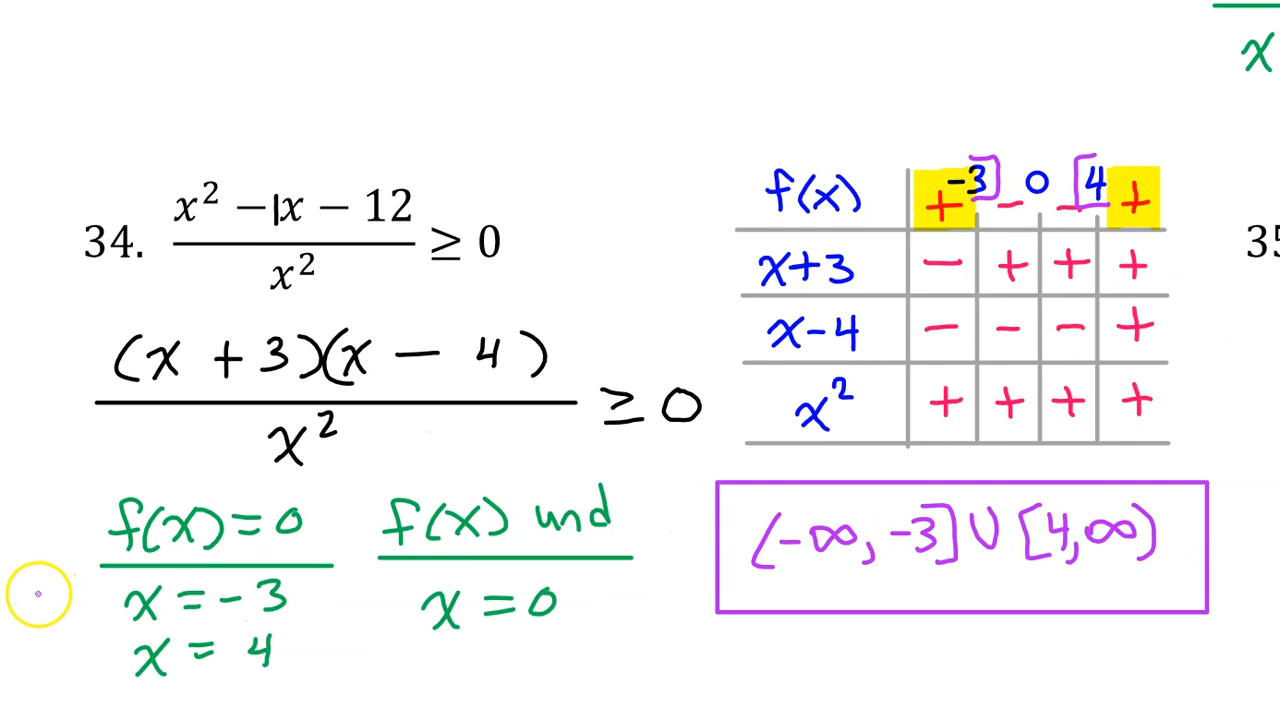 34. x² − 1x − 12 / x² ≥ 0
(x + 3)(x − 4) / x² ≥ 0
f(x) = 0
x = -3
x = 4
f(x) und
x = 0
f(x) + -3] - 0 - [4 +
x+3 − + + +
x−4 − − − +
x² + + + +
(-∞, -3] ∪ [4, ∞)
x
35